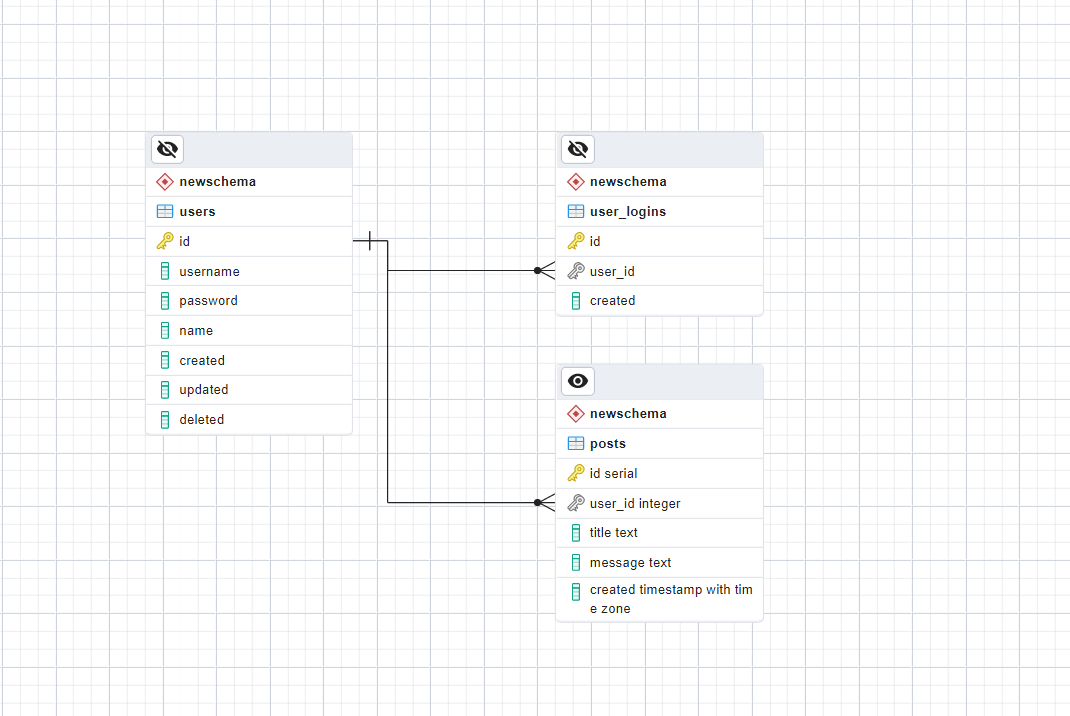 newschema
users
id
username
password
name
created
updated
deleted
newschema
user_logins
id
user_id
created
newschema
posts
id serial
user_id integer
title text
message text
created timestamp with tim
e zone